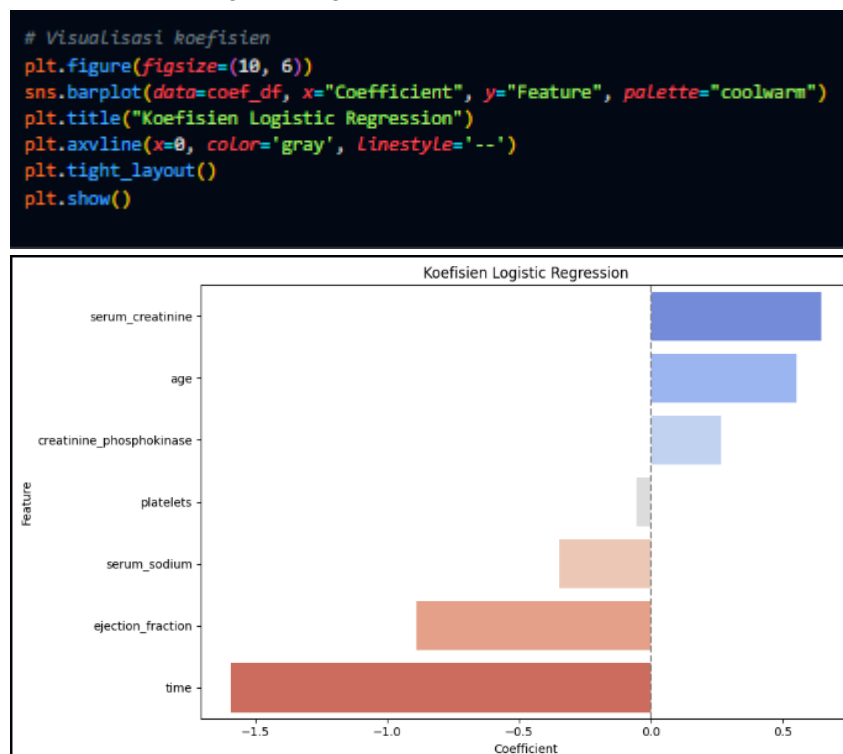 # Visualisasi koefisien
plt.figure(figsize=(10, 6))
sns.barplot(data=coef_df, x="Coefficient", y="Feature", palette="coolwarm")
plt.title("Koefisien Logistic Regression")
plt.axvline(x=0, color='gray', linestyle='--')
plt.tight_layout()
plt.show()
Koefisien Logistic Regression
serum_creatinine
age
creatinine_phosphokinase
platelets
serum_sodium
ejection_fraction
time
Feature
−1.5 −1.0 −0.5 0.0 0.5
Coefficient